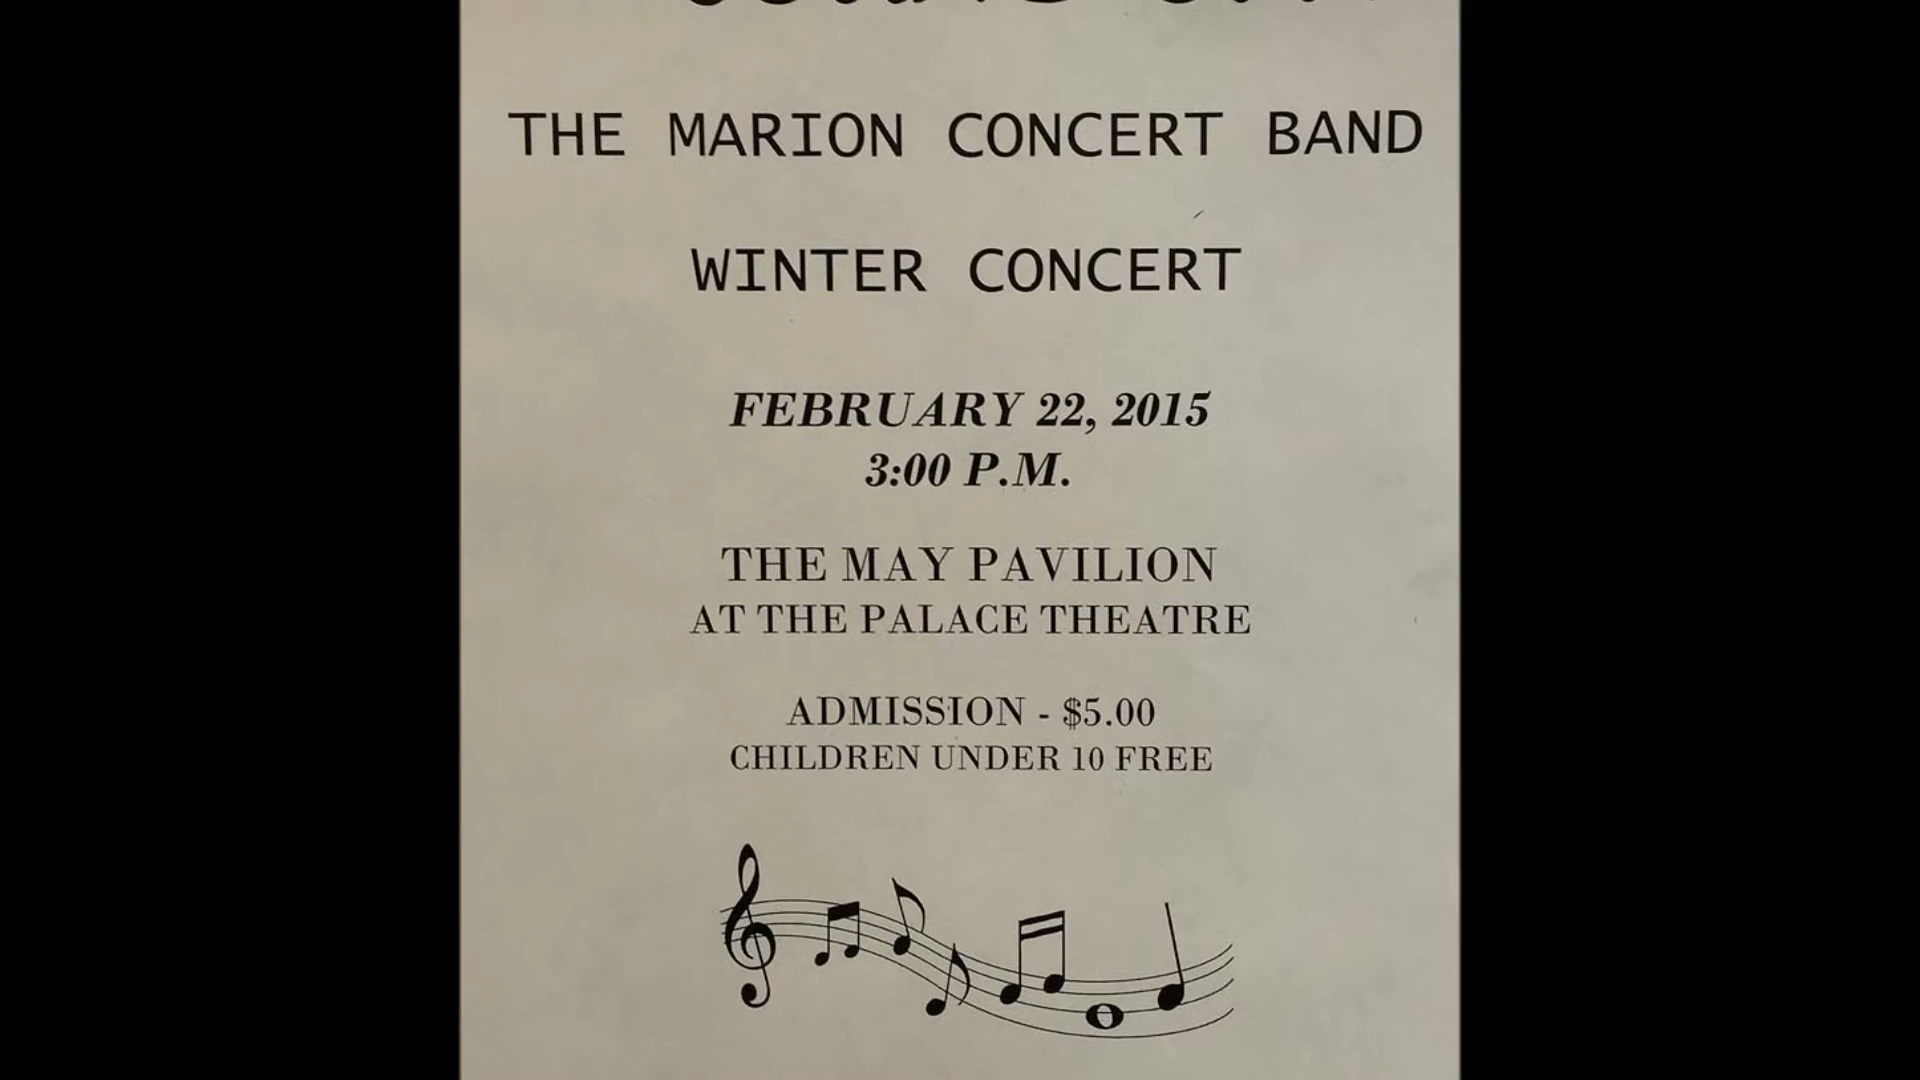 THE MARION CONCERT BAND
WINTER CONCERT
FEBRUARY 22, 2015
3:00 P.M.
THE MAY PAVILION
AT THE PALACE THEATRE
ADMISSION - $5.00
CHILDREN UNDER 10 FREE